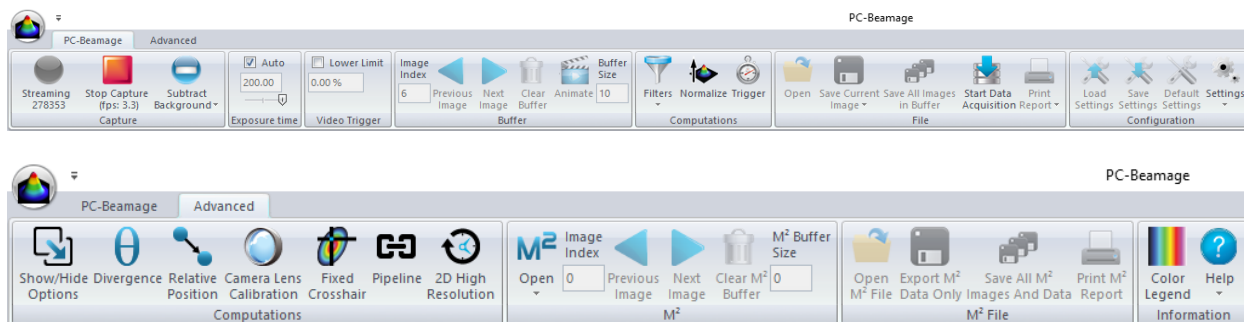 PC-Beamage
PC-Beamage Advanced
Auto Lower Limit Image Index Buffer Size
200.00 0.00 % 6 10
Streaming 278353
Stop Capture (fps: 3.3)
Subtract Background
Previous Image
Next Image
Clear Buffer
Animate
Filters
Normalize
Trigger
Open
Save Current Image
Save All Images in Buffer
Start Data Acquisition
Print Report
Load Settings
Save Settings
Default Settings
Settings
Capture Exposure time Video Trigger Buffer Computations File Configuration
PC-Beamage
PC-Beamage Advanced
Show/Hide Options
Divergence
Relative Position
Camera Lens Calibration
Fixed Crosshair
Pipeline
2D High Resolution
M²
Open
Image Index
0
Previous Image
Next Image
Clear M² Buffer
M² Buffer Size
0
Open M² File
Export M² Data Only
Save All M² Images And Data
Print M² Report
Color Legend
?
Help
Computations M² M² File Information